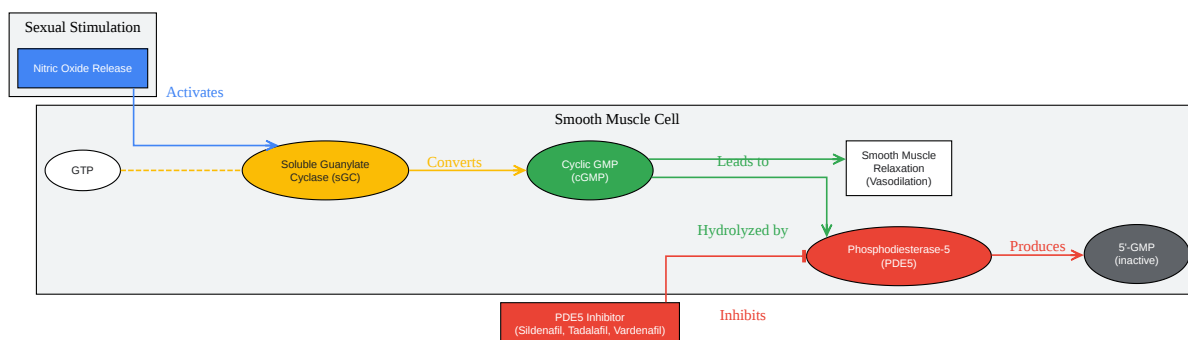 Sexual Stimulation
Nitric Oxide Release
Activates
Smooth Muscle Cell
GTP
Soluble Guanylate
Cyclase (sGC)
Converts
Cyclic GMP
(cGMP)
Leads to
Smooth Muscle
Relaxation
(Vasodilation)
Hydrolyzed by
Phosphodiesterase-5
(PDE5)
Produces
5'-GMP
(inactive)
PDE5 Inhibitor
(Sildenafil, Tadalafil, Vardenafil)
Inhibits